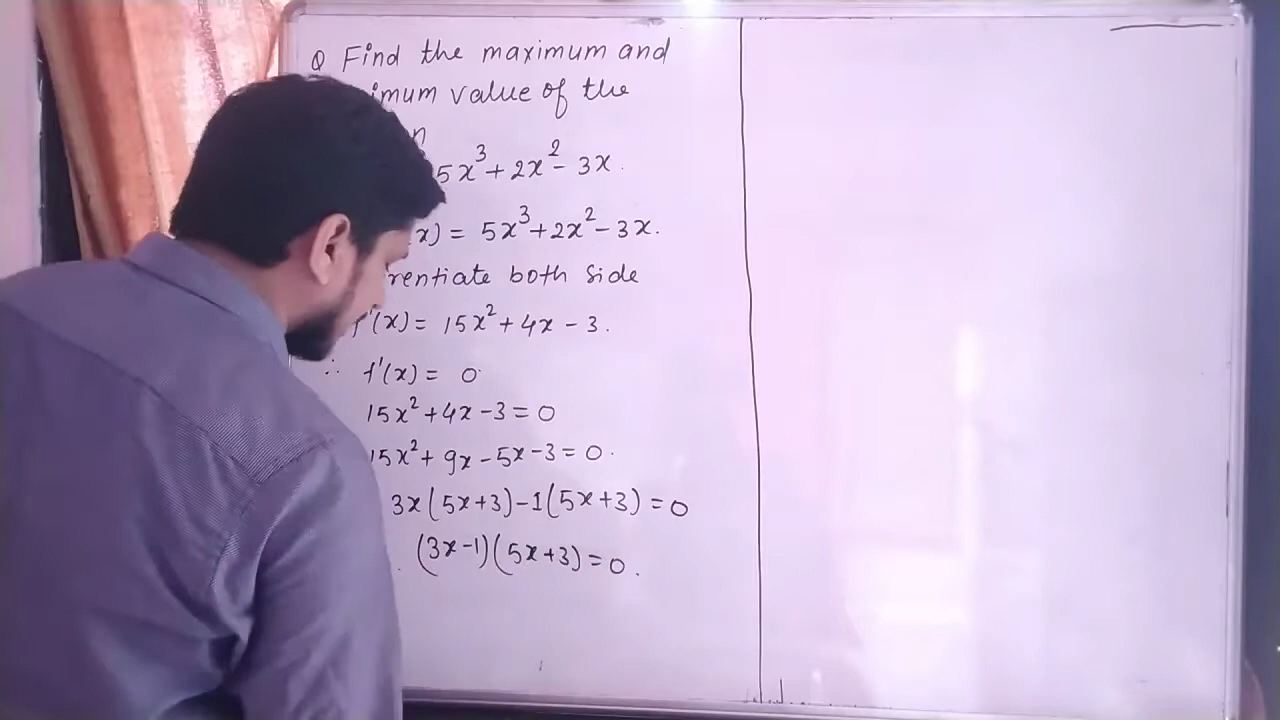 Q Find the maximum and
imum value of the
n
5x³ + 2x² - 3x.
x) = 5x³ + 2x² - 3x.
rentiate both side
f'(x) = 15x² + 4x - 3.
∴ f'(x) = 0
15x² + 4x - 3 = 0
15x² + 9x - 5x - 3 = 0.
3x(5x+3) - 1(5x+3) = 0
(3x-1)(5x+3) = 0.